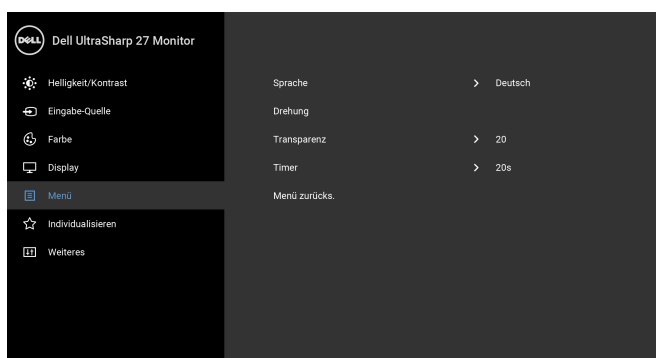 DELL Dell UltraSharp 27 Monitor
Helligkeit/Kontrast
Eingabe-Quelle
Farbe
Display
Menü
Individualisieren
Weiteres
Sprache > Deutsch
Drehung
Transparenz > 20
Timer > 20s
Menü zurücks.